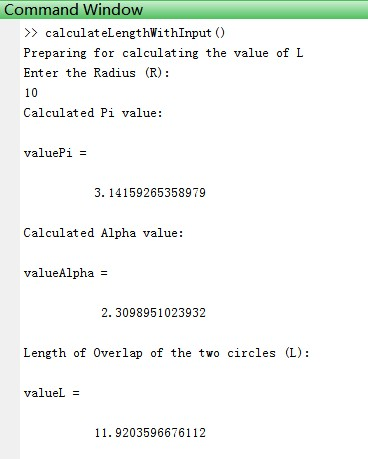 Command Window
>> calculateLengthWithInput()
Preparing for calculating the value of L
Enter the Radius (R):
10
Calculated Pi value:
valuePi =
3.14159265358979
Calculated Alpha value:
valueAlpha =
2.3098951023932
Length of Overlap of the two circles (L):
valueL =
11.9203596676112